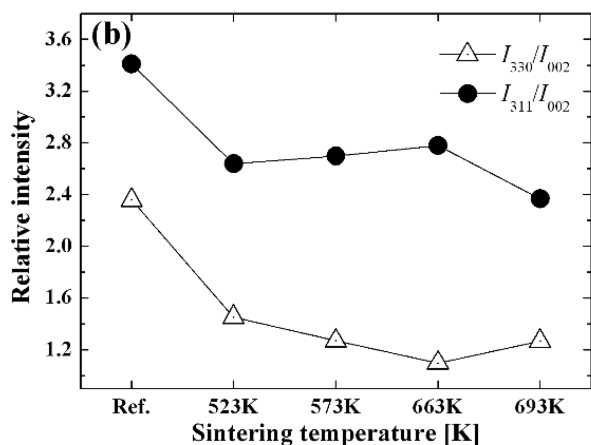 (b)
I330/I002
I311/I002
Relative intensity
3.6
3.2
2.8
2.4
2.0
1.6
1.2
Ref. 523K 573K 663K 693K
Sintering temperature [K]